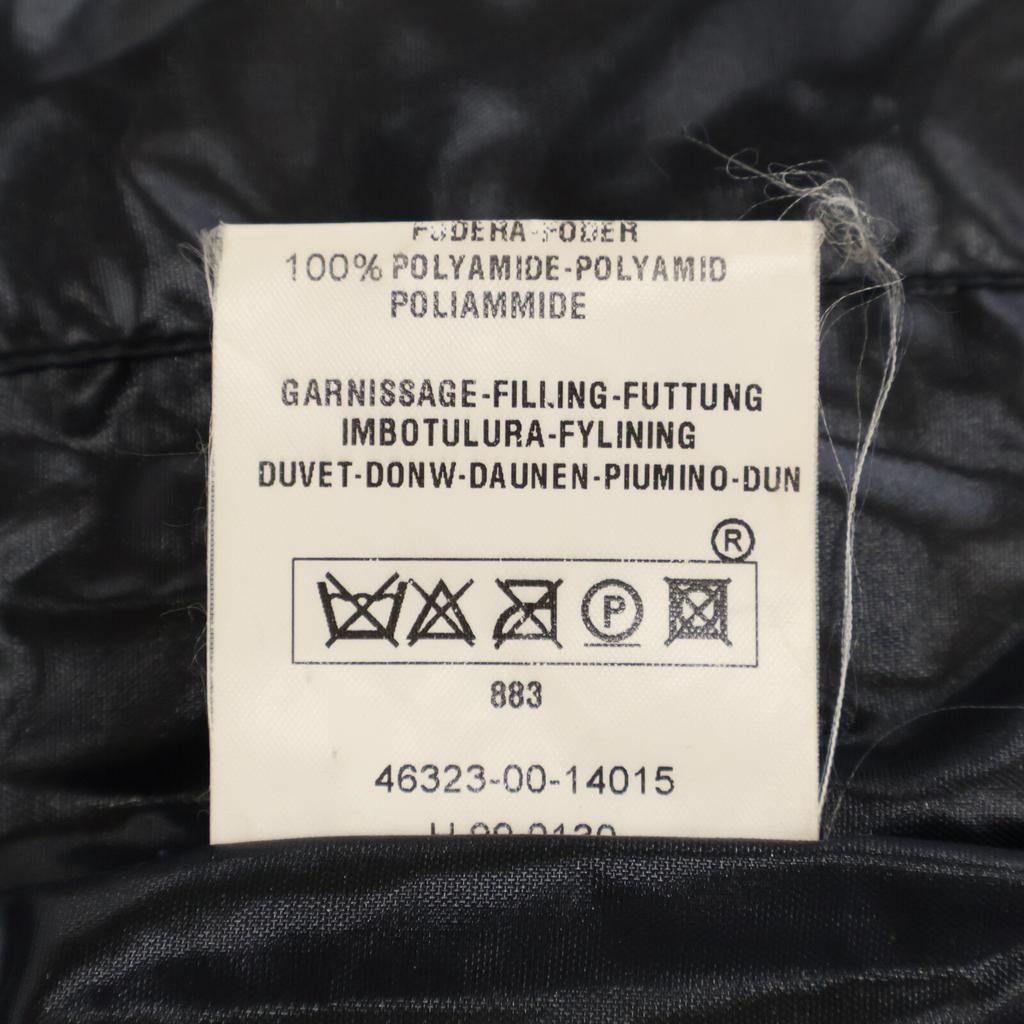 FODERA-FODER
100% POLYAMIDE-POLYAMID
POLIAMMIDE
GARNISSAGE-FILLING-FUTTUNG
IMBOTULURA-FYLINING
DUVET-DONW-DAUNEN-PIUMINO-DUN
®
P
883
46323-00-14015